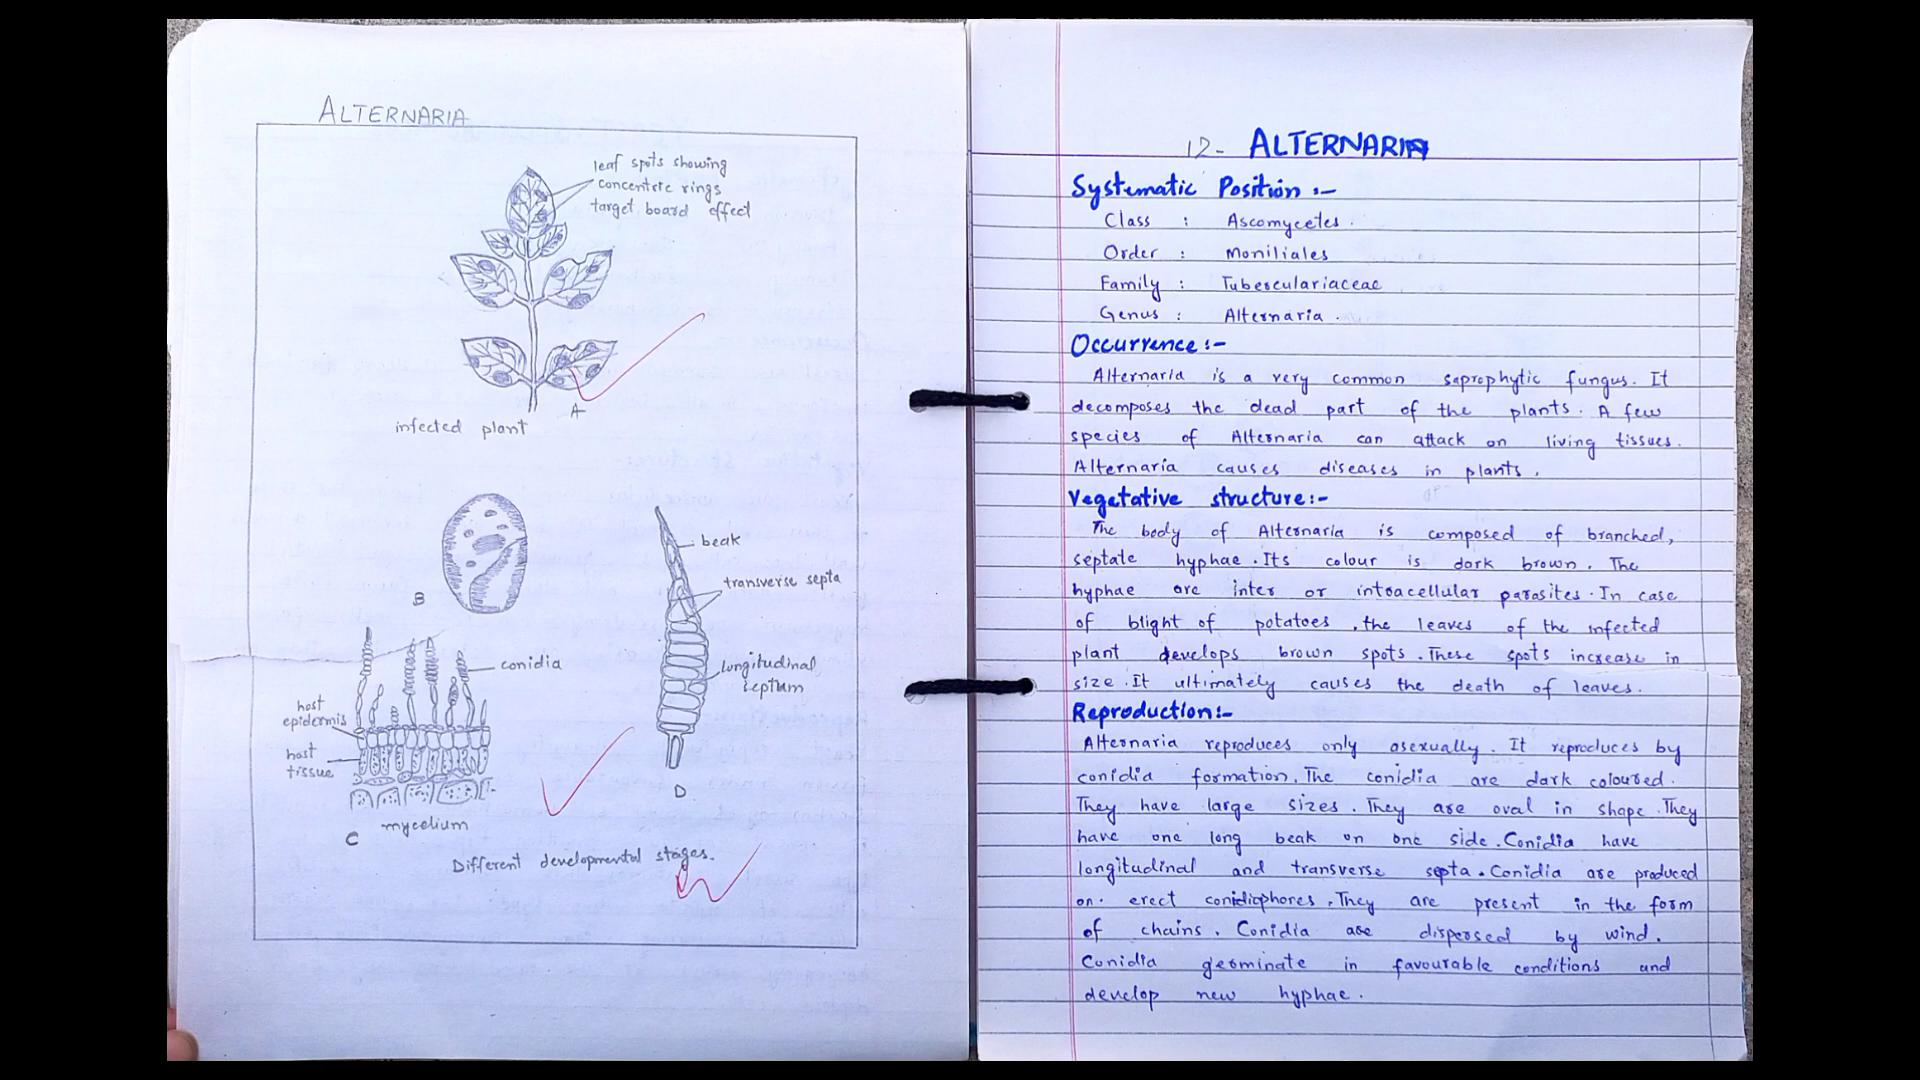 ALTERNARIA
leaf spots showing
concentric rings
target board effect
A
infected plant
B
beak
transverse septa
longitudinal
septum
D
conidia
host
epidermis
host
tissue
mycelium
C
Different developmental stages.
12- ALTERNARIA
Systematic Position :-
Class : Ascomycetes.
Order : Moniliales
Family : Tuberculariaceae
Genus : Alternaria.
Occurrence:-
Alternaria is a very common saprophytic fungus. It
decomposes the dead part of the plants. A few
species of Alternaria can attack on living tissues.
Alternaria causes diseases in plants.
Vegetative structure:-
The body of Alternaria is composed of branched,
septate hyphae. Its colour is dark brown. The
hyphae are inter or intracellular parasites. In case
of blight of potatoes, the leaves of the infected
plant develops brown spots. These spots increase in
size. It ultimately causes the death of leaves.
Reproduction:-
Alternaria reproduces only asexually. It reproduces by
conidia formation. The conidia are dark coloured.
They have large sizes. They are oval in shape. They
have one long beak on one side. Conidia have
longitudinal and transverse septa. Conidia are produced
on erect conidiophores. They are present in the form
of chains. Conidia are dispersed by wind.
Conidia germinate in favourable conditions and
develop new hyphae.